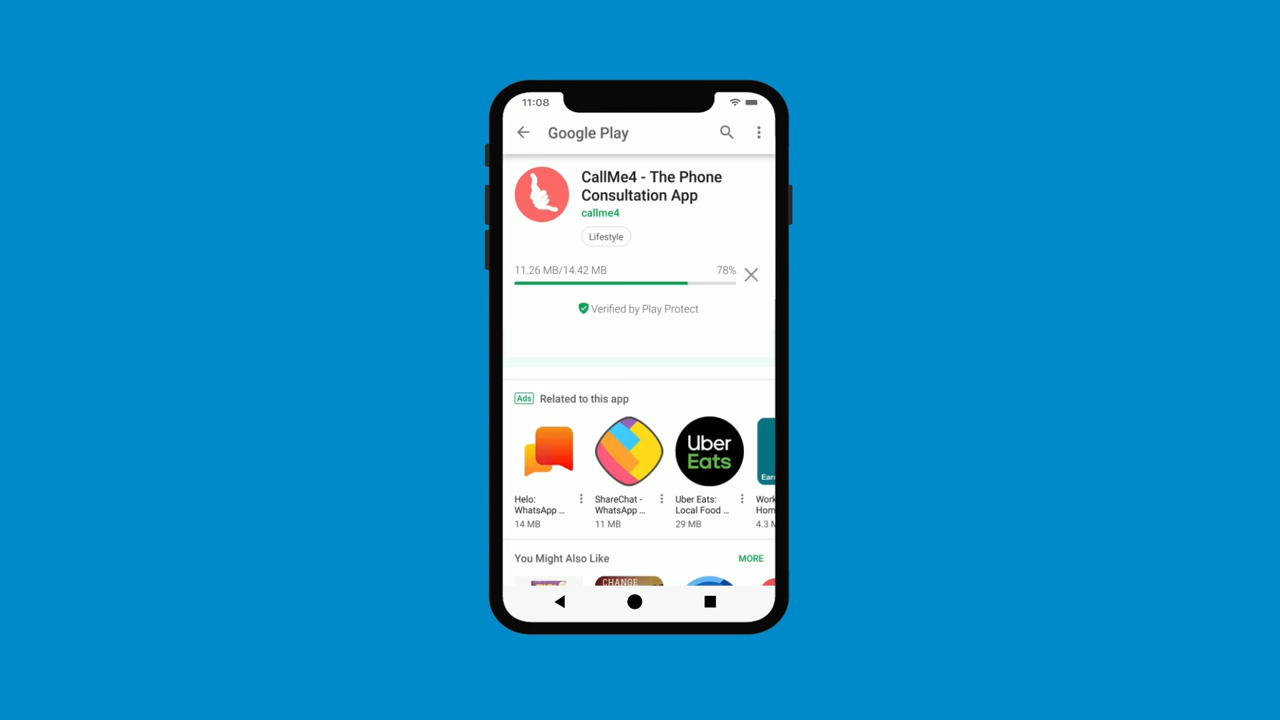 11:08
Google Play
CallMe4 - The Phone
Consultation App
callme4
Lifestyle
11.26 MB/14.42 MB 78%
Verified by Play Protect
Ads Related to this app
Uber
Eats
Helo:
WhatsApp ...
14 MB
ShareChat -
WhatsApp ...
11 MB
Uber Eats:
Local Food ...
29 MB
4.3
You Might Also Like MORE
CHANGE